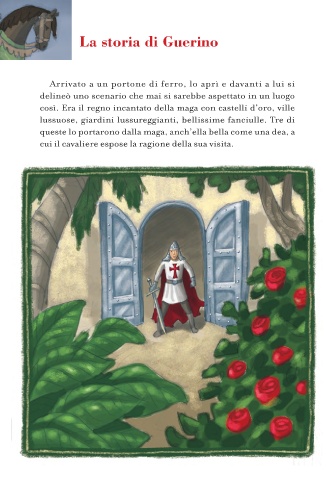 La storia di Guerino
Arrivato a un portone di ferro, lo aprì e davanti a lui si
delineò uno scenario che mai si sarebbe aspettato in un luogo
così. Era il regno incantato della maga con castelli d'oro, ville
lussuose, giardini lussureggianti, bellissime fanciulle. Tre di
queste lo portarono dalla maga, anch'ella bella come una dea, a
cui il cavaliere espose la ragione della sua visita.